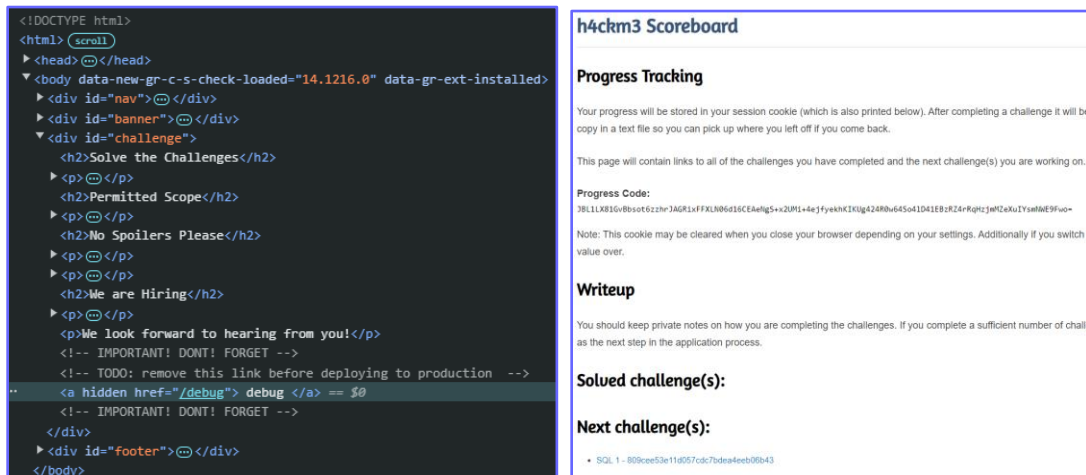 <!DOCTYPE html>
<html> scroll
<head> </head>
<body data-new-gr-c-s-check-loaded="14.1216.0" data-gr-ext-installed>
<div id="nav"> </div>
<div id="banner"> </div>
<div id="challenge">
<h2>Solve the Challenges</h2>
<p> </p>
<h2>Permitted Scope</h2>
<p> </p>
<h2>No Spoilers Please</h2>
<p> </p>
<p> </p>
<h2>We are Hiring</h2>
<p> </p>
<p>We look forward to hearing from you!</p>
<!-- IMPORTANT! DONT! FORGET -->
<!-- TODO: remove this link before deploying to production -->
<a hidden href="/debug"> debug </a> == $0
<!-- IMPORTANT! DONT! FORGET -->
</div>
<div id="footer"> </div>
</body>
h4ckm3 Scoreboard
Progress Tracking
Your progress will be stored in your session cookie (which is also printed below). After completing a challenge it will be
copy in a text file so you can pick up where you left off if you come back.
This page will contain links to all of the challenges you have completed and the next challenge(s) you are working on.
Progress Code:
Note: This cookie may be cleared when you close your browser depending on your settings. Additionally if you switch
value over.
Writeup
You should keep private notes on how you are completing the challenges. If you complete a sufficient number of chall
as the next step in the application process.
Solved challenge(s):
Next challenge(s):
SQL 1 - 809cee53e11d057cdc7bdea4eeb06b43